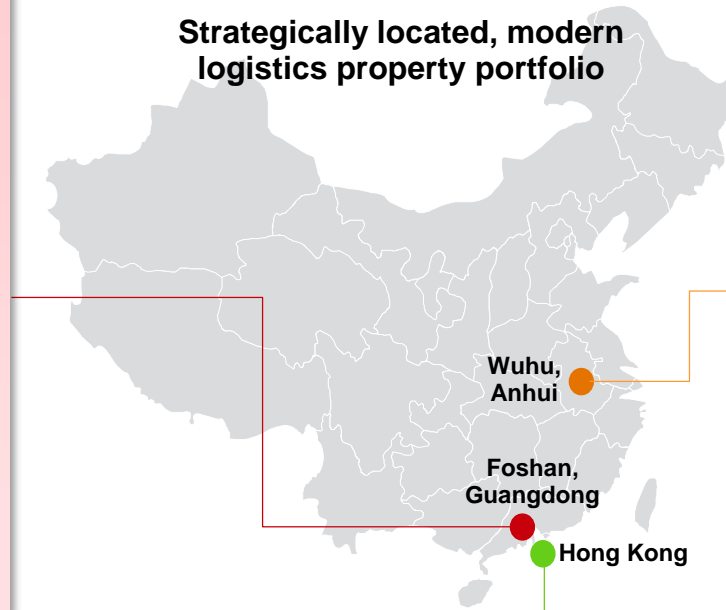 Strategically located, modern
logistics property portfolio
Wuhu,
Anhui
Foshan,
Guangdong
Hong Kong